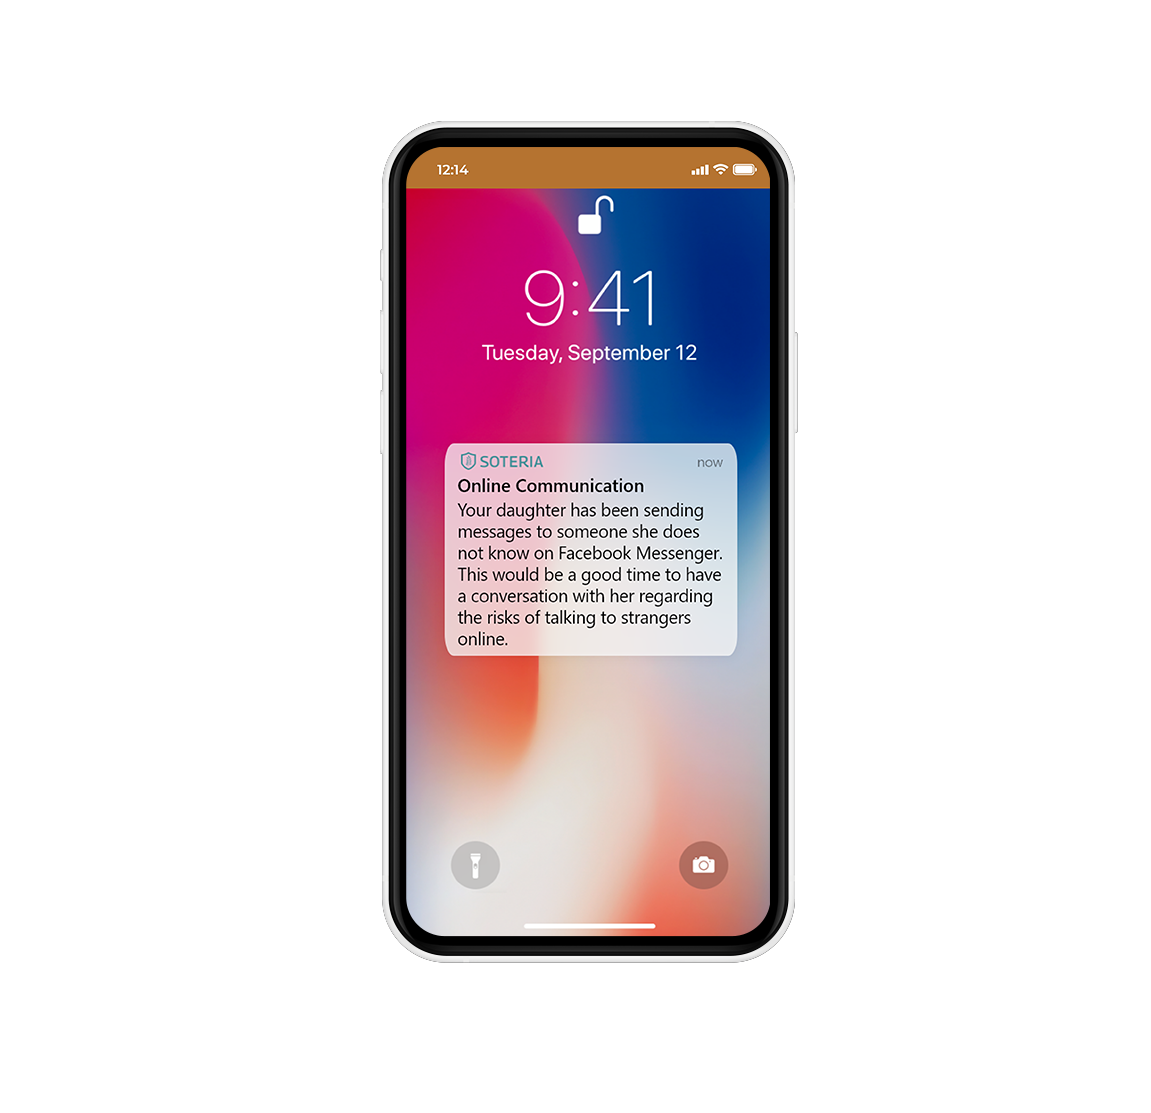 12:14
9:41
Tuesday, September 12
SOTERIA now
Online Communication
Your daughter has been sending
messages to someone she does
not know on Facebook Messenger.
This would be a good time to have
a conversation with her regarding
the risks of talking to strangers
online.